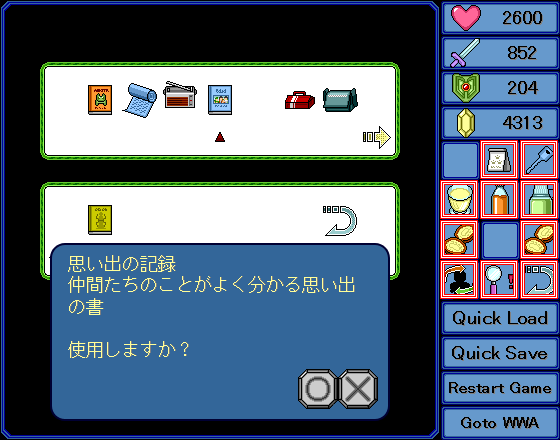 2600
852
204
4313
思い出の記録
仲間たちのことがよく分かる思い出
の書
使用しますか？
Quick Load
Quick Save
Restart Game
Goto WWA